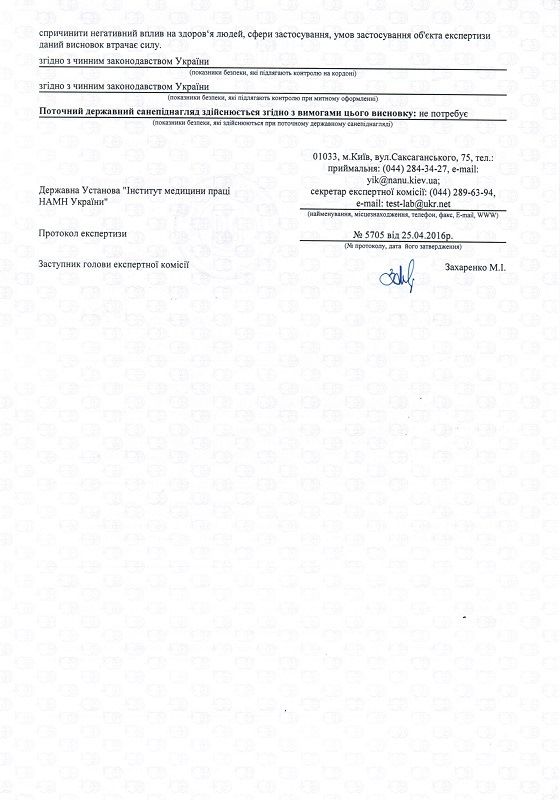 спричинити негативний вплив на здоров'я людей, сфери застосування, умов застосування об'єкта експертизи
даний висновок втрачає силу.
згідно з чинним законодавством України
(показники безпеки, які підлягають контролю на кордоні)
згідно з чинним законодавством України
(показники безпеки, які підлягають контролю при митному оформленні)
Поточний державний санепіднагляд здійснюється згідно з вимогами цього висновку: не потребує
(показники безпеки, які здійснюються при поточному державному санепіднагляді)
01033, м.Київ, вул.Саксаганського, 75, тел.:
приймальня: (044) 284-34-27, e-mail:
yik@nanu.kiev.ua;
секретар експертної комісії: (044) 289-63-94,
e-mail: test-lab@ukr.net
Державна Установа "Інститут медицини праці
НАМН України"
(найменування, місцезнаходження, телефон, факс, E-mail, WWW)
Протокол експертизи
№ 5705 від 25.04.2016р.
(№ протоколу, дата його затвердження)
Заступник голови експертної комісії
Захаренко М.І.